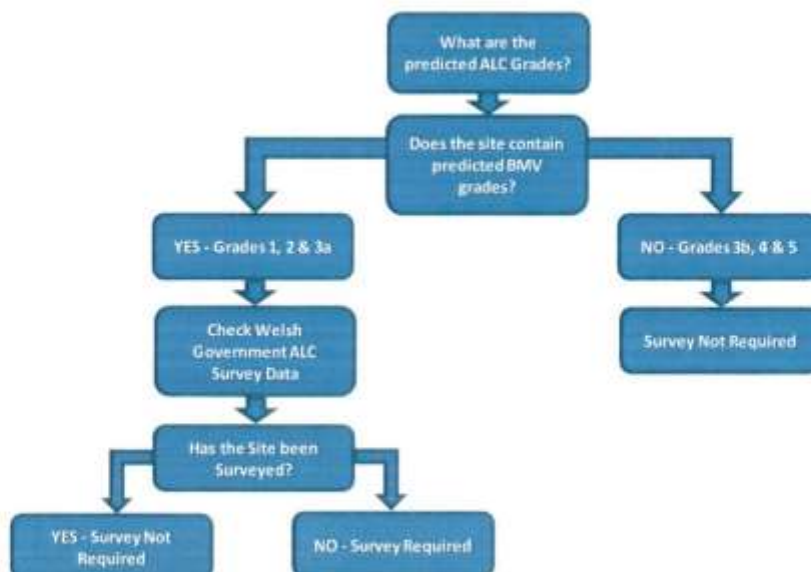 What are the
predicted ALC Grades?
Does the site contain
predicted BMV
grades?
YES - Grades 1, 2 & 3a
NO - Grades 3b, 4 & 5
Check Welsh
Government ALC
Survey Data
Survey Not Required
Has the Site been
Surveyed?
YES - Survey Not
Required
NO - Survey Required